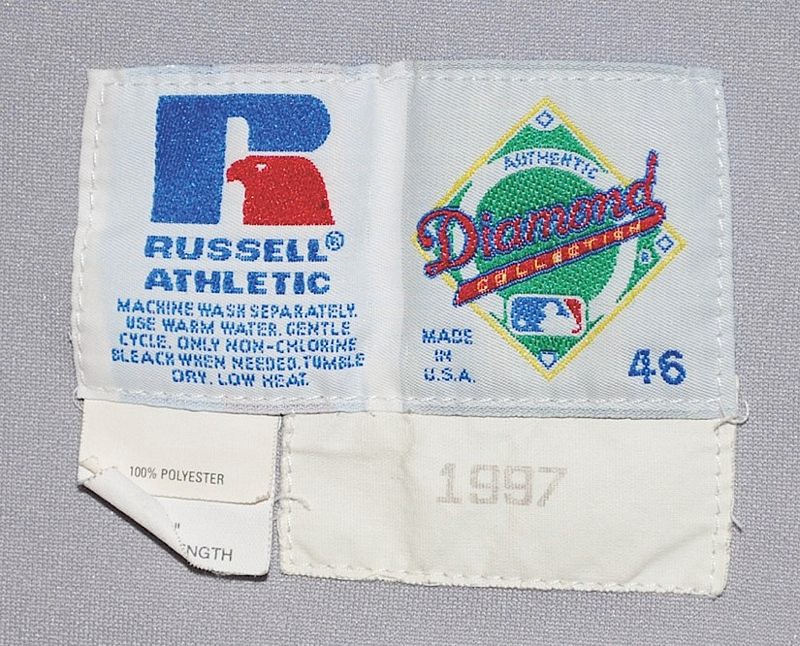 RUSSELL®
ATHLETIC
MACHINE WASH SEPARATELY.
USE WARM WATER. GENTLE
CYCLE. ONLY NON-CHLORINE
BLEACH WHEN NEEDED. TUMBLE
DRY. LOW HEAT.
AUTHENTIC
Diamond
COLLECTION
MADE
IN
U.S.A.
46
100% POLYESTER
"
ENGTH
1997